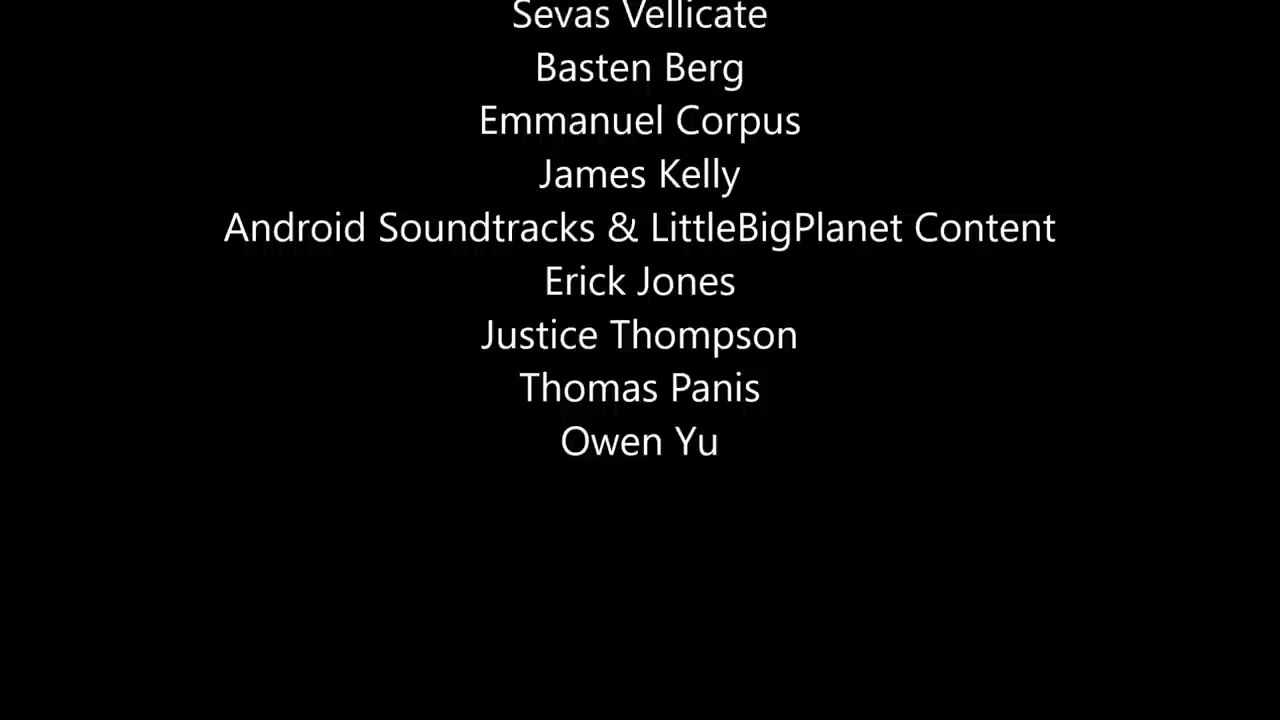 Sevas Vellicate
Basten Berg
Emmanuel Corpus
James Kelly
Android Soundtracks & LittleBigPlanet Content
Erick Jones
Justice Thompson
Thomas Panis
Owen Yu